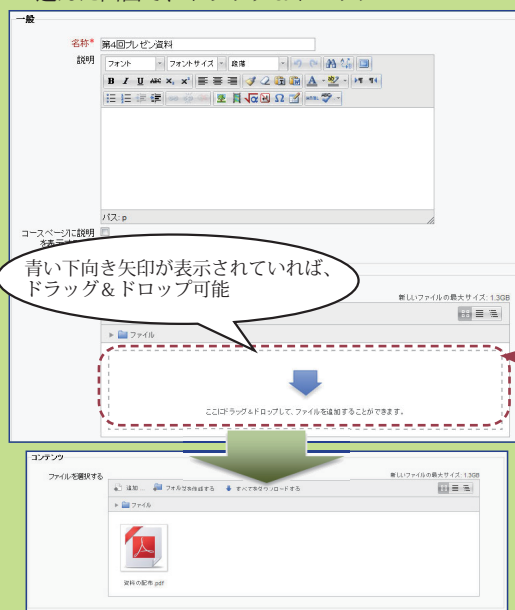 一般
名称* 第4回プレゼン資料
説明
フォント フォントサイズ 段落
B I U ABC X₂ X²
HTML
パス: p
コースページに説明
青い下向き矢印が表示されていれば、
ドラッグ＆ドロップ可能
新しいファイルの最大サイズ: 1.3GB
ファイル
ここにドラッグ&ドロップして、ファイルを追加することができます。
コンテンツ
ファイルを選択する
新しいファイルの最大サイズ: 1.3GB
追加 ... フォルダを作成する すべてをダウンロードする
ファイル
資料の配布.pdf